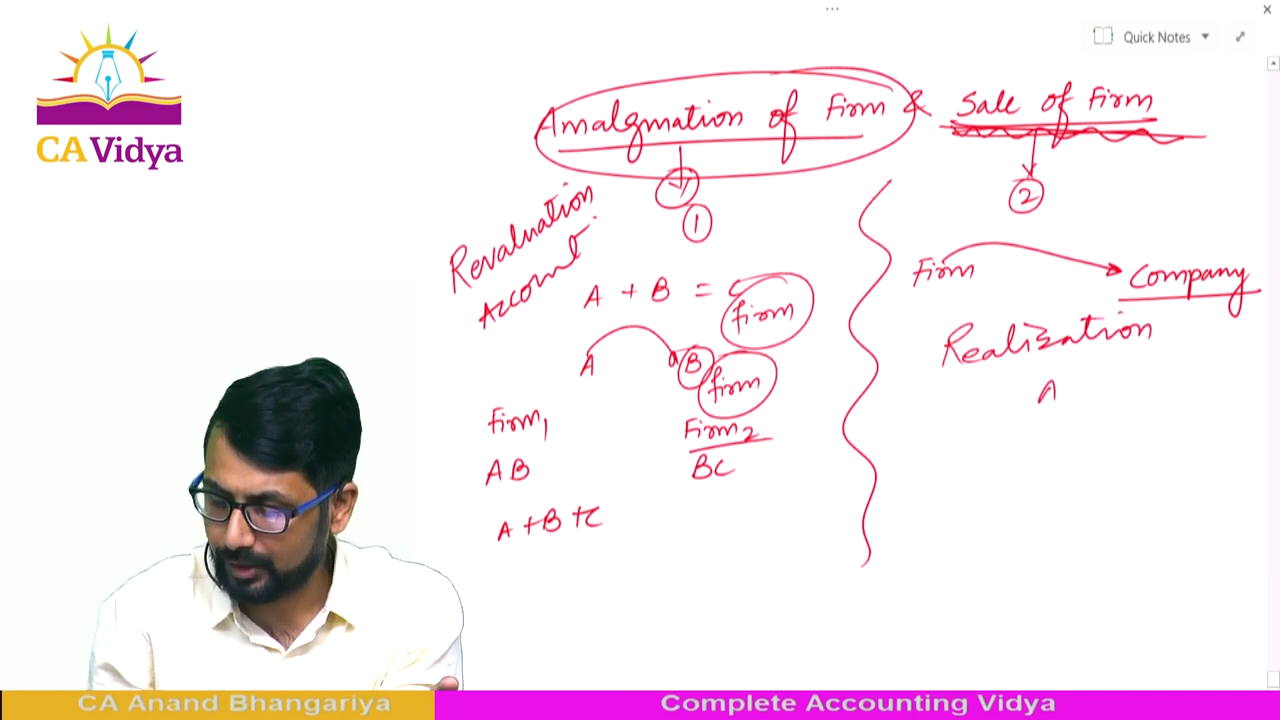 CA Vidya
Quick Notes
Amalgmation of firm & Sale of firm
1
2
Revaluation
Account
A + B = C
firm
A B
firm
Firm1 Firm2
AB BC
A + B + C
Firm Company
Realization
A
CA Anand Bhangariya
Complete Accounting Vidya